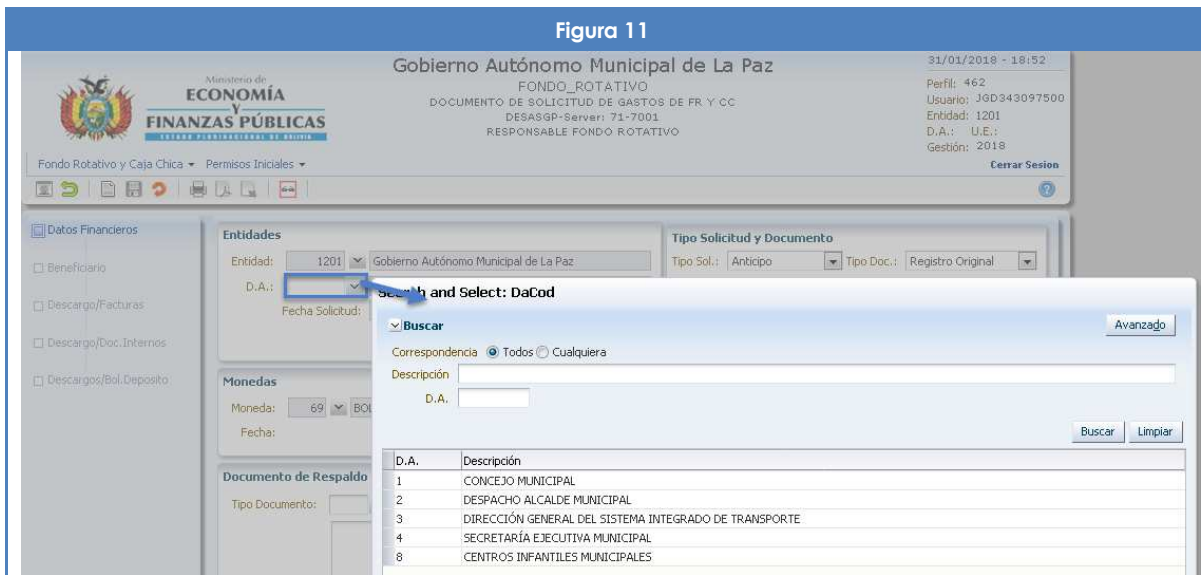 Figura 11
Ministerio de
ECONOMÍA
Y
FINANZAS PÚBLICAS
ESTADO PLURINACIONAL DE BOLIVIA
Gobierno Autónomo Municipal de La Paz
FONDO_ROTATIVO
DOCUMENTO DE SOLICITUD DE GASTOS DE FR Y CC
DESASGP-Server: 71-7001
RESPONSABLE FONDO ROTATIVO
31/01/2018 - 18:52
Perfil: 462
Usuario: JGD343097500
Entidad: 1201
D.A.: U.E.:
Gestión: 2018
Cerrar Sesion
Fondo Rotativo y Caja Chica Permisos Iniciales
Datos Financieros
Beneficiario
Descargo/Facturas
Descargo/Doc.Internos
Descargos/Bol.Deposito
Entidades
Entidad: 1201 Gobierno Autónomo Municipal de La Paz
D.A.:
Fecha Solicitud:
Tipo Solicitud y Documento
Tipo Sol.: Anticipo Tipo Doc.: Registro Original
Monedas
Moneda: 69 BOL
Fecha:
Documento de Respaldo
Tipo Documento:
Search and Select: DaCod
Buscar
Avanzado
Correspondencia Todos Cualquiera
Descripción
D.A.
Buscar Limpiar
D.A. Descripción
1 CONCEJO MUNICIPAL
2 DESPACHO ALCALDE MUNICIPAL
3 DIRECCIÓN GENERAL DEL SISTEMA INTEGRADO DE TRANSPORTE
4 SECRETARÍA EJECUTIVA MUNICIPAL
8 CENTROS INFANTILES MUNICIPALES